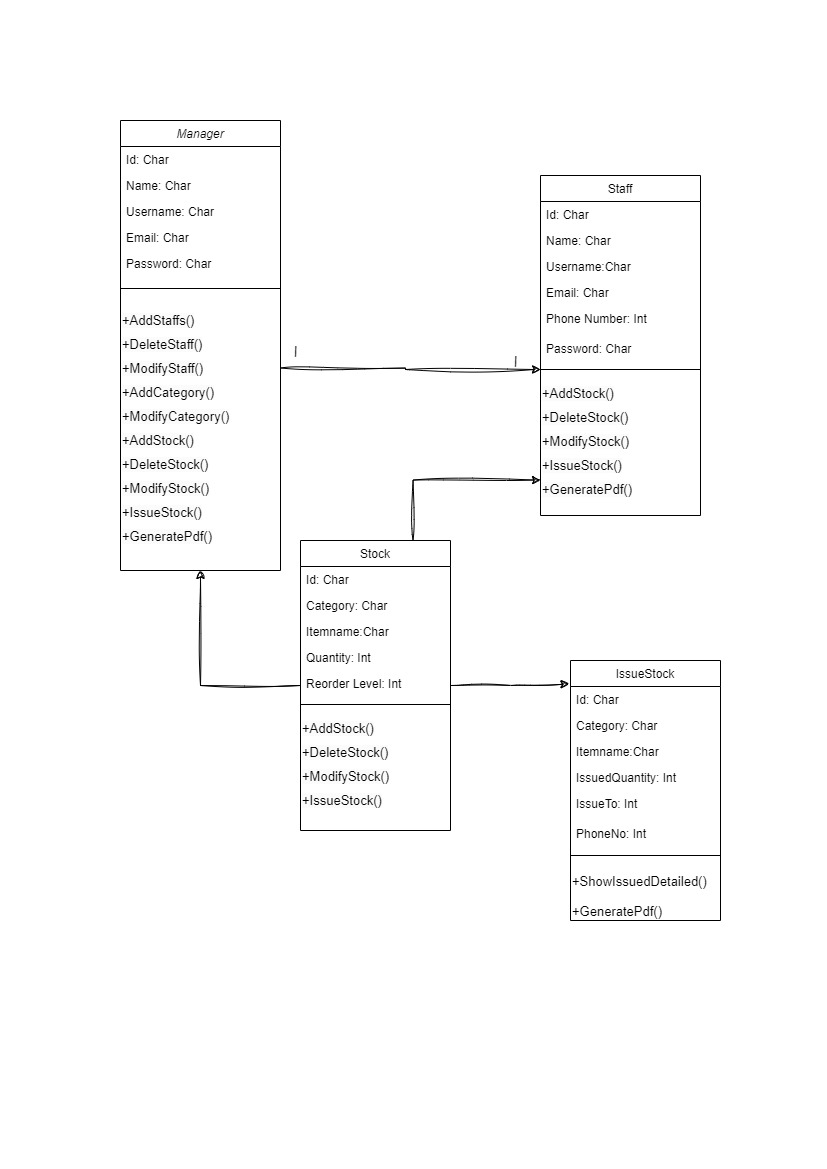 Manager
Id: Char
Name: Char
Username: Char
Email: Char
Password: Char
+AddStaffs()
+DeleteStaff()
+ModifyStaff()
+AddCategory()
+ModifyCategory()
+AddStock()
+DeleteStock()
+ModifyStock()
+IssueStock()
+GeneratePdf()
Staff
Id: Char
Name: Char
Username:Char
Email: Char
Phone Number: Int
Password: Char
+AddStock()
+DeleteStock()
+ModifyStock()
+IssueStock()
+GeneratePdf()
Stock
Id: Char
Category: Char
Itemname:Char
Quantity: Int
Reorder Level: Int
+AddStock()
+DeleteStock()
+ModifyStock()
+IssueStock()
IssueStock
Id: Char
Category: Char
Itemname:Char
IssuedQuantity: Int
IssueTo: Int
PhoneNo: Int
+ShowIssuedDetailed()
+GeneratePdf()